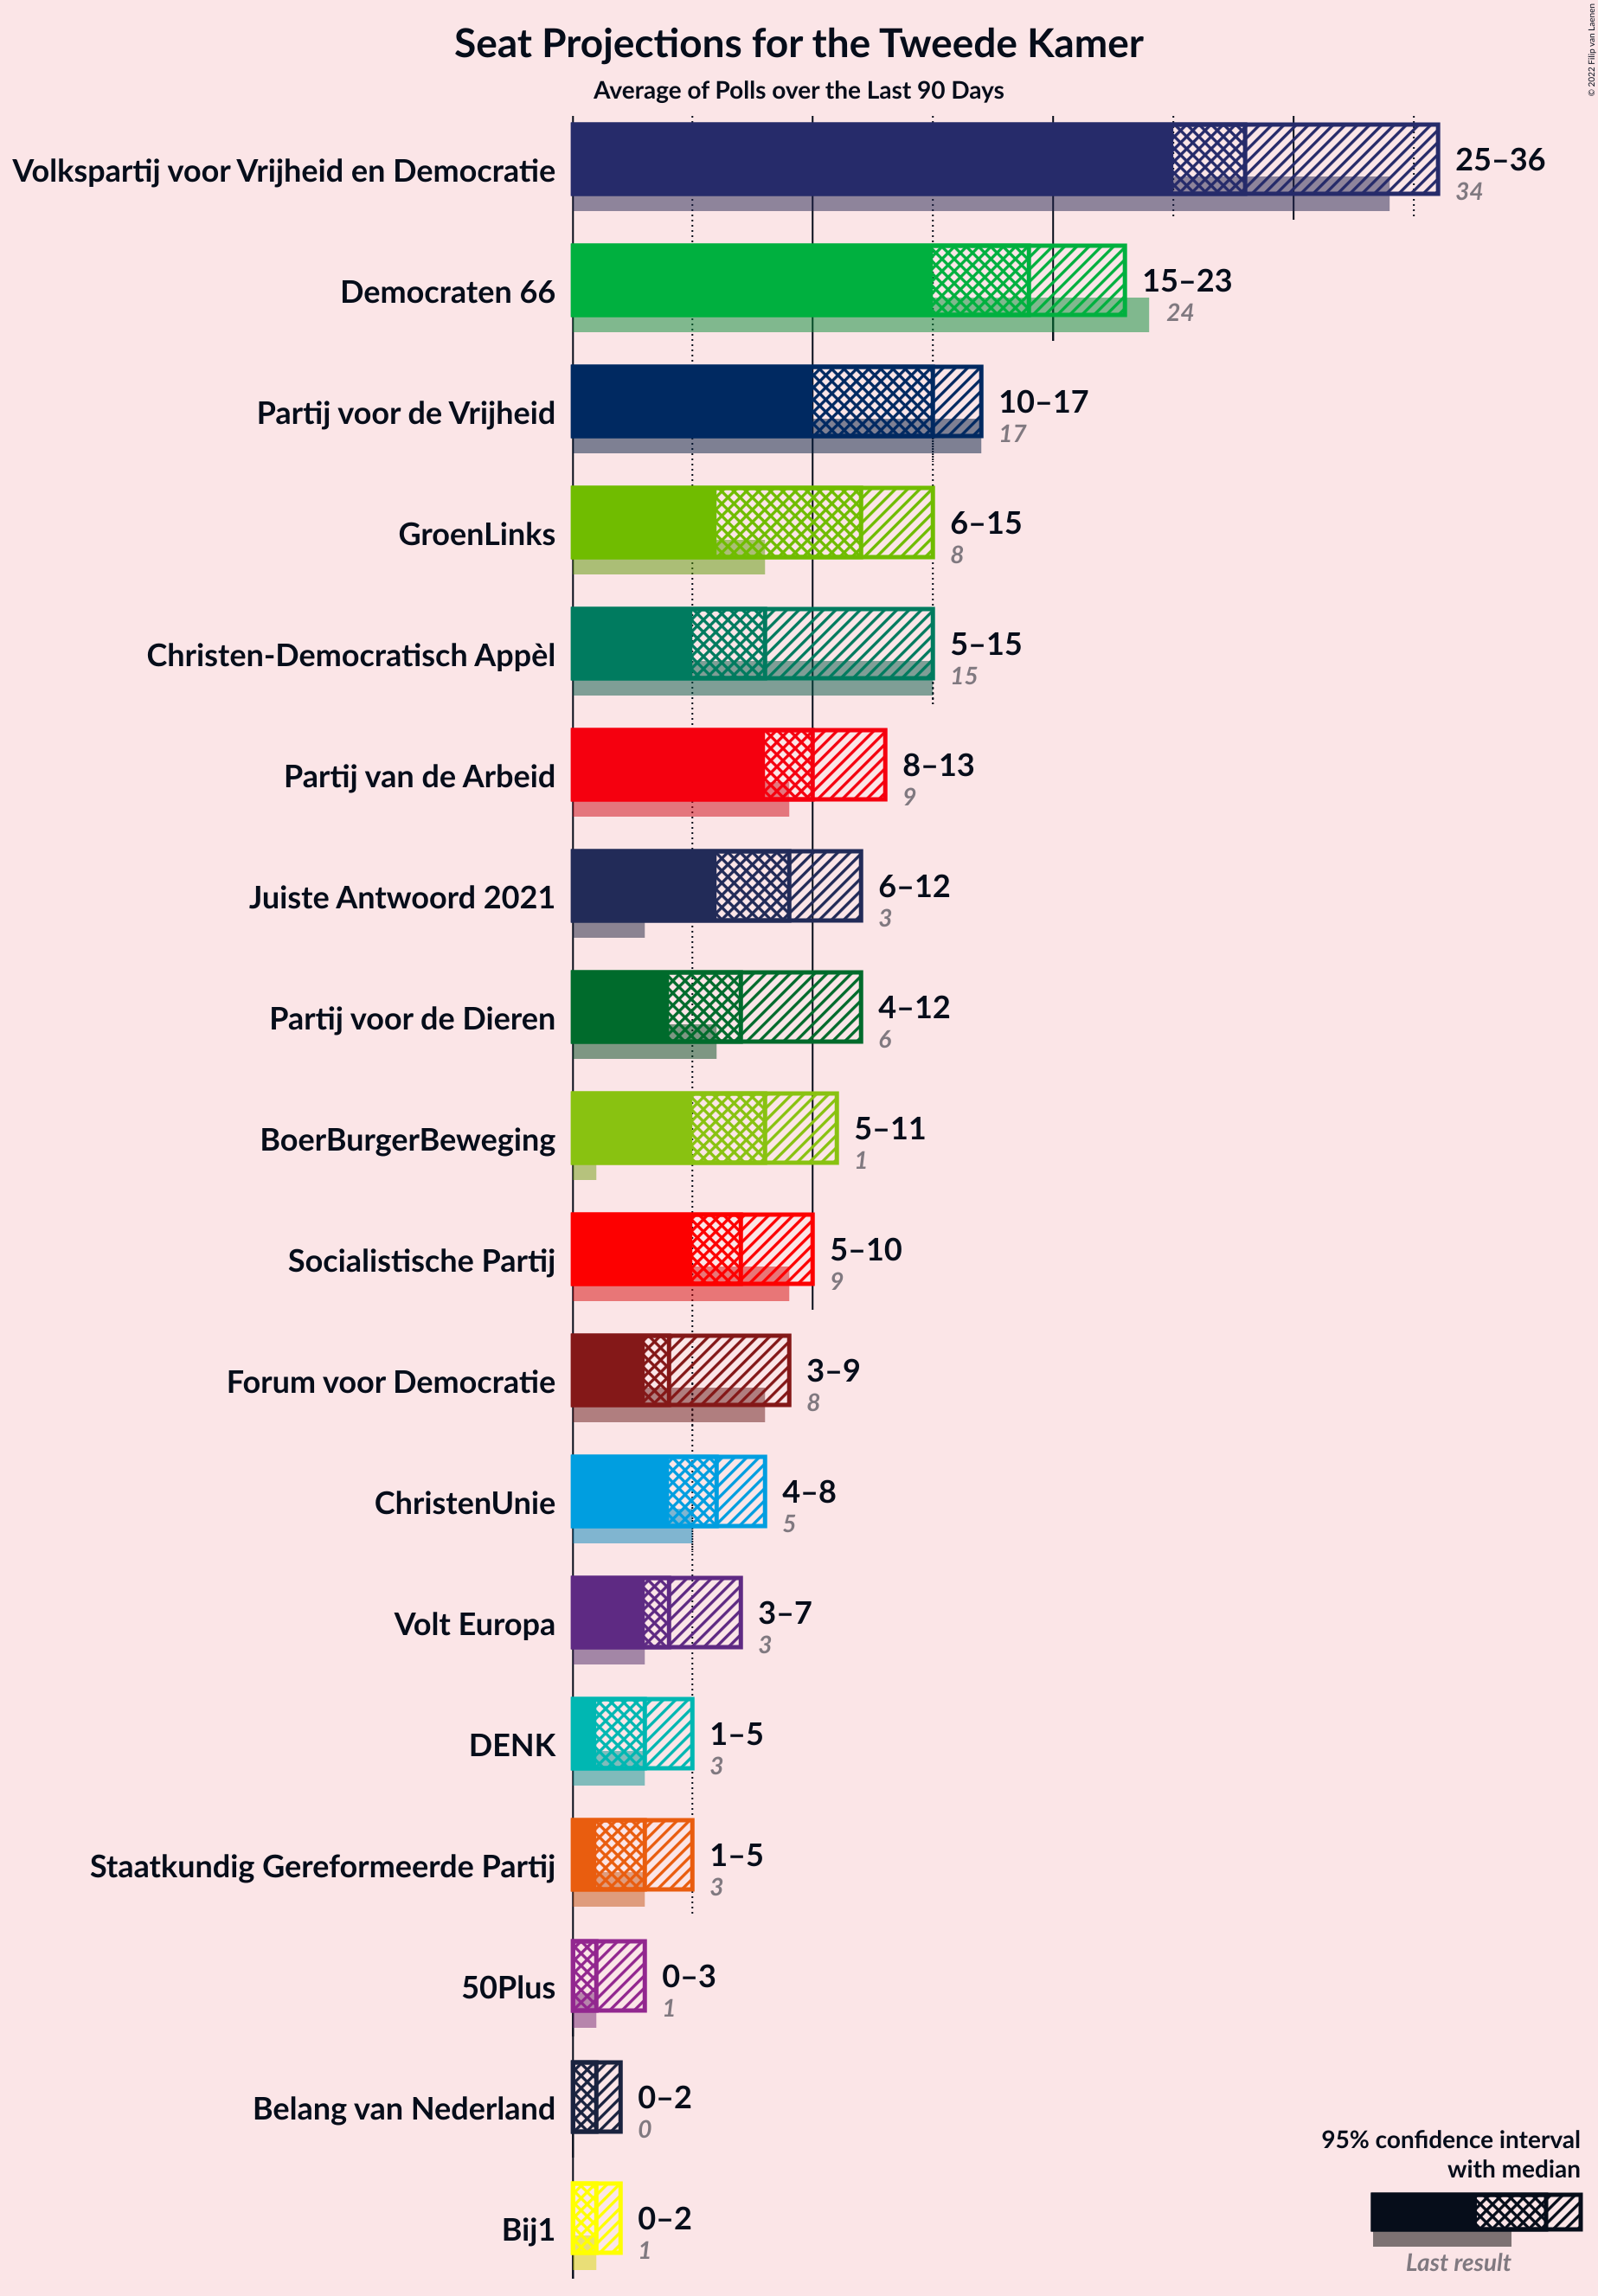 Seat Projections for the Tweede Kamer
Average of Polls over the Last 90 Days
© 2022 Filip van Laenen
Volkspartij voor Vrijheid en Democratie
25–36
34
Democraten 66
15–23
24
Partij voor de Vrijheid
10–17
17
GroenLinks
6–15
8
Christen-Democratisch Appèl
5–15
15
Partij van de Arbeid
8–13
9
Juiste Antwoord 2021
6–12
3
Partij voor de Dieren
4–12
6
BoerBurgerBeweging
5–11
1
Socialistische Partij
5–10
9
Forum voor Democratie
3–9
8
ChristenUnie
4–8
5
Volt Europa
3–7
3
DENK
1–5
3
Staatkundig Gereformeerde Partij
1–5
3
50Plus
0–3
1
Belang van Nederland
0–2
0
Bij1
0–2
1
95% confidence interval
with median
Last result